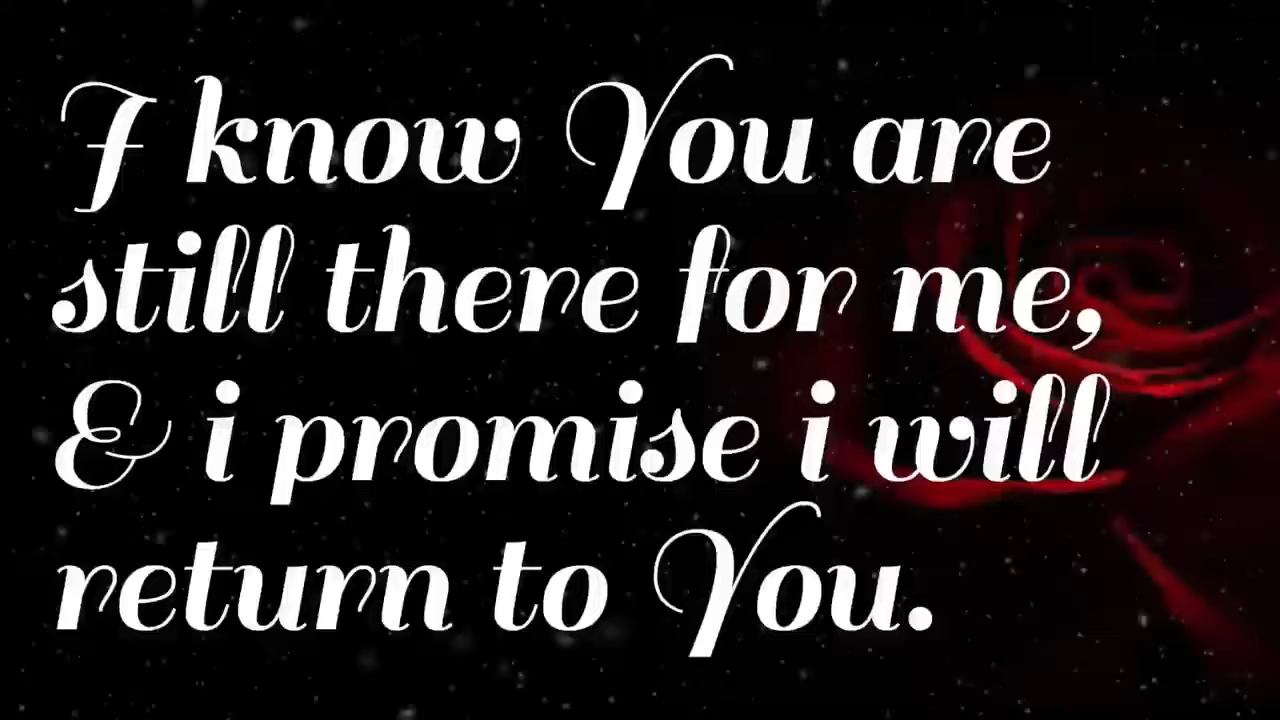 I know You are
still there for me,
& i promise i will
return to You.